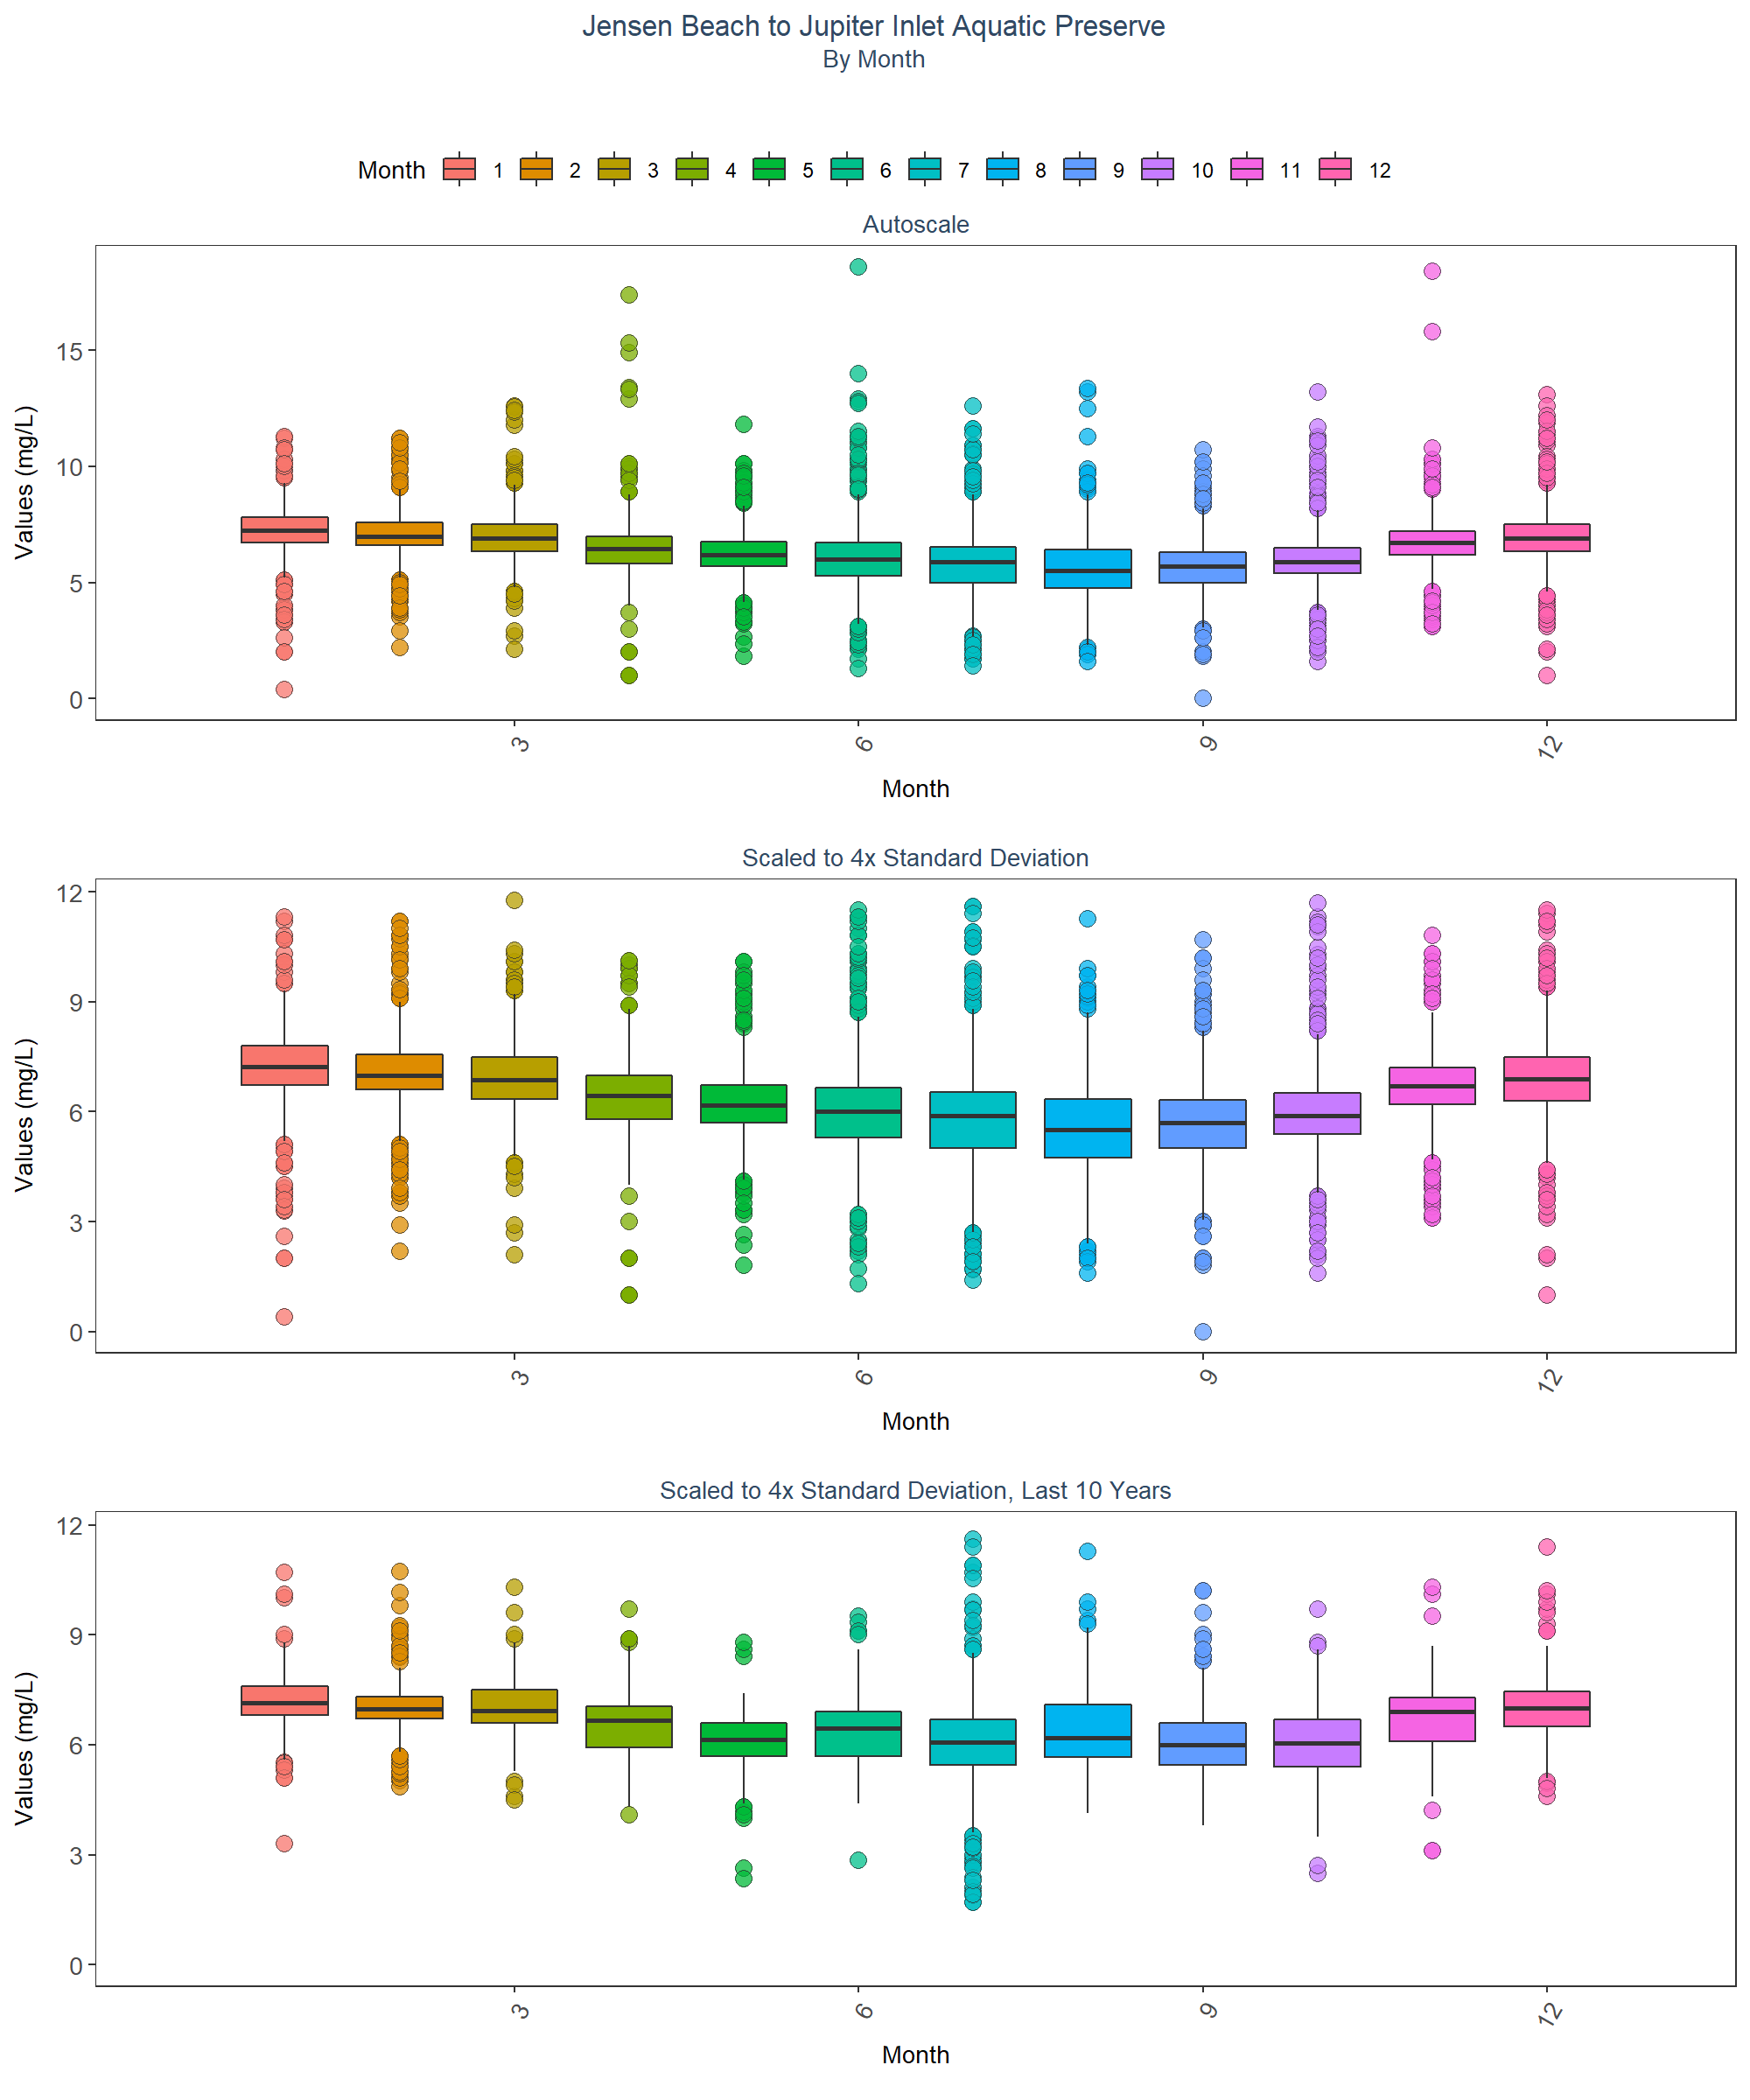 Jensen Beach to Jupiter Inlet Aquatic Preserve
By Month
Month 1 2 3 4 5 6 7 8 9 10 11 12
Autoscale
Values (mg/L)
15
10
5
0
3 6 9 12
Month
Scaled to 4x Standard Deviation
Values (mg/L)
12
9
6
3
0
3 6 9 12
Month
Scaled to 4x Standard Deviation, Last 10 Years
Values (mg/L)
12
9
6
3
0
3 6 9 12
Month